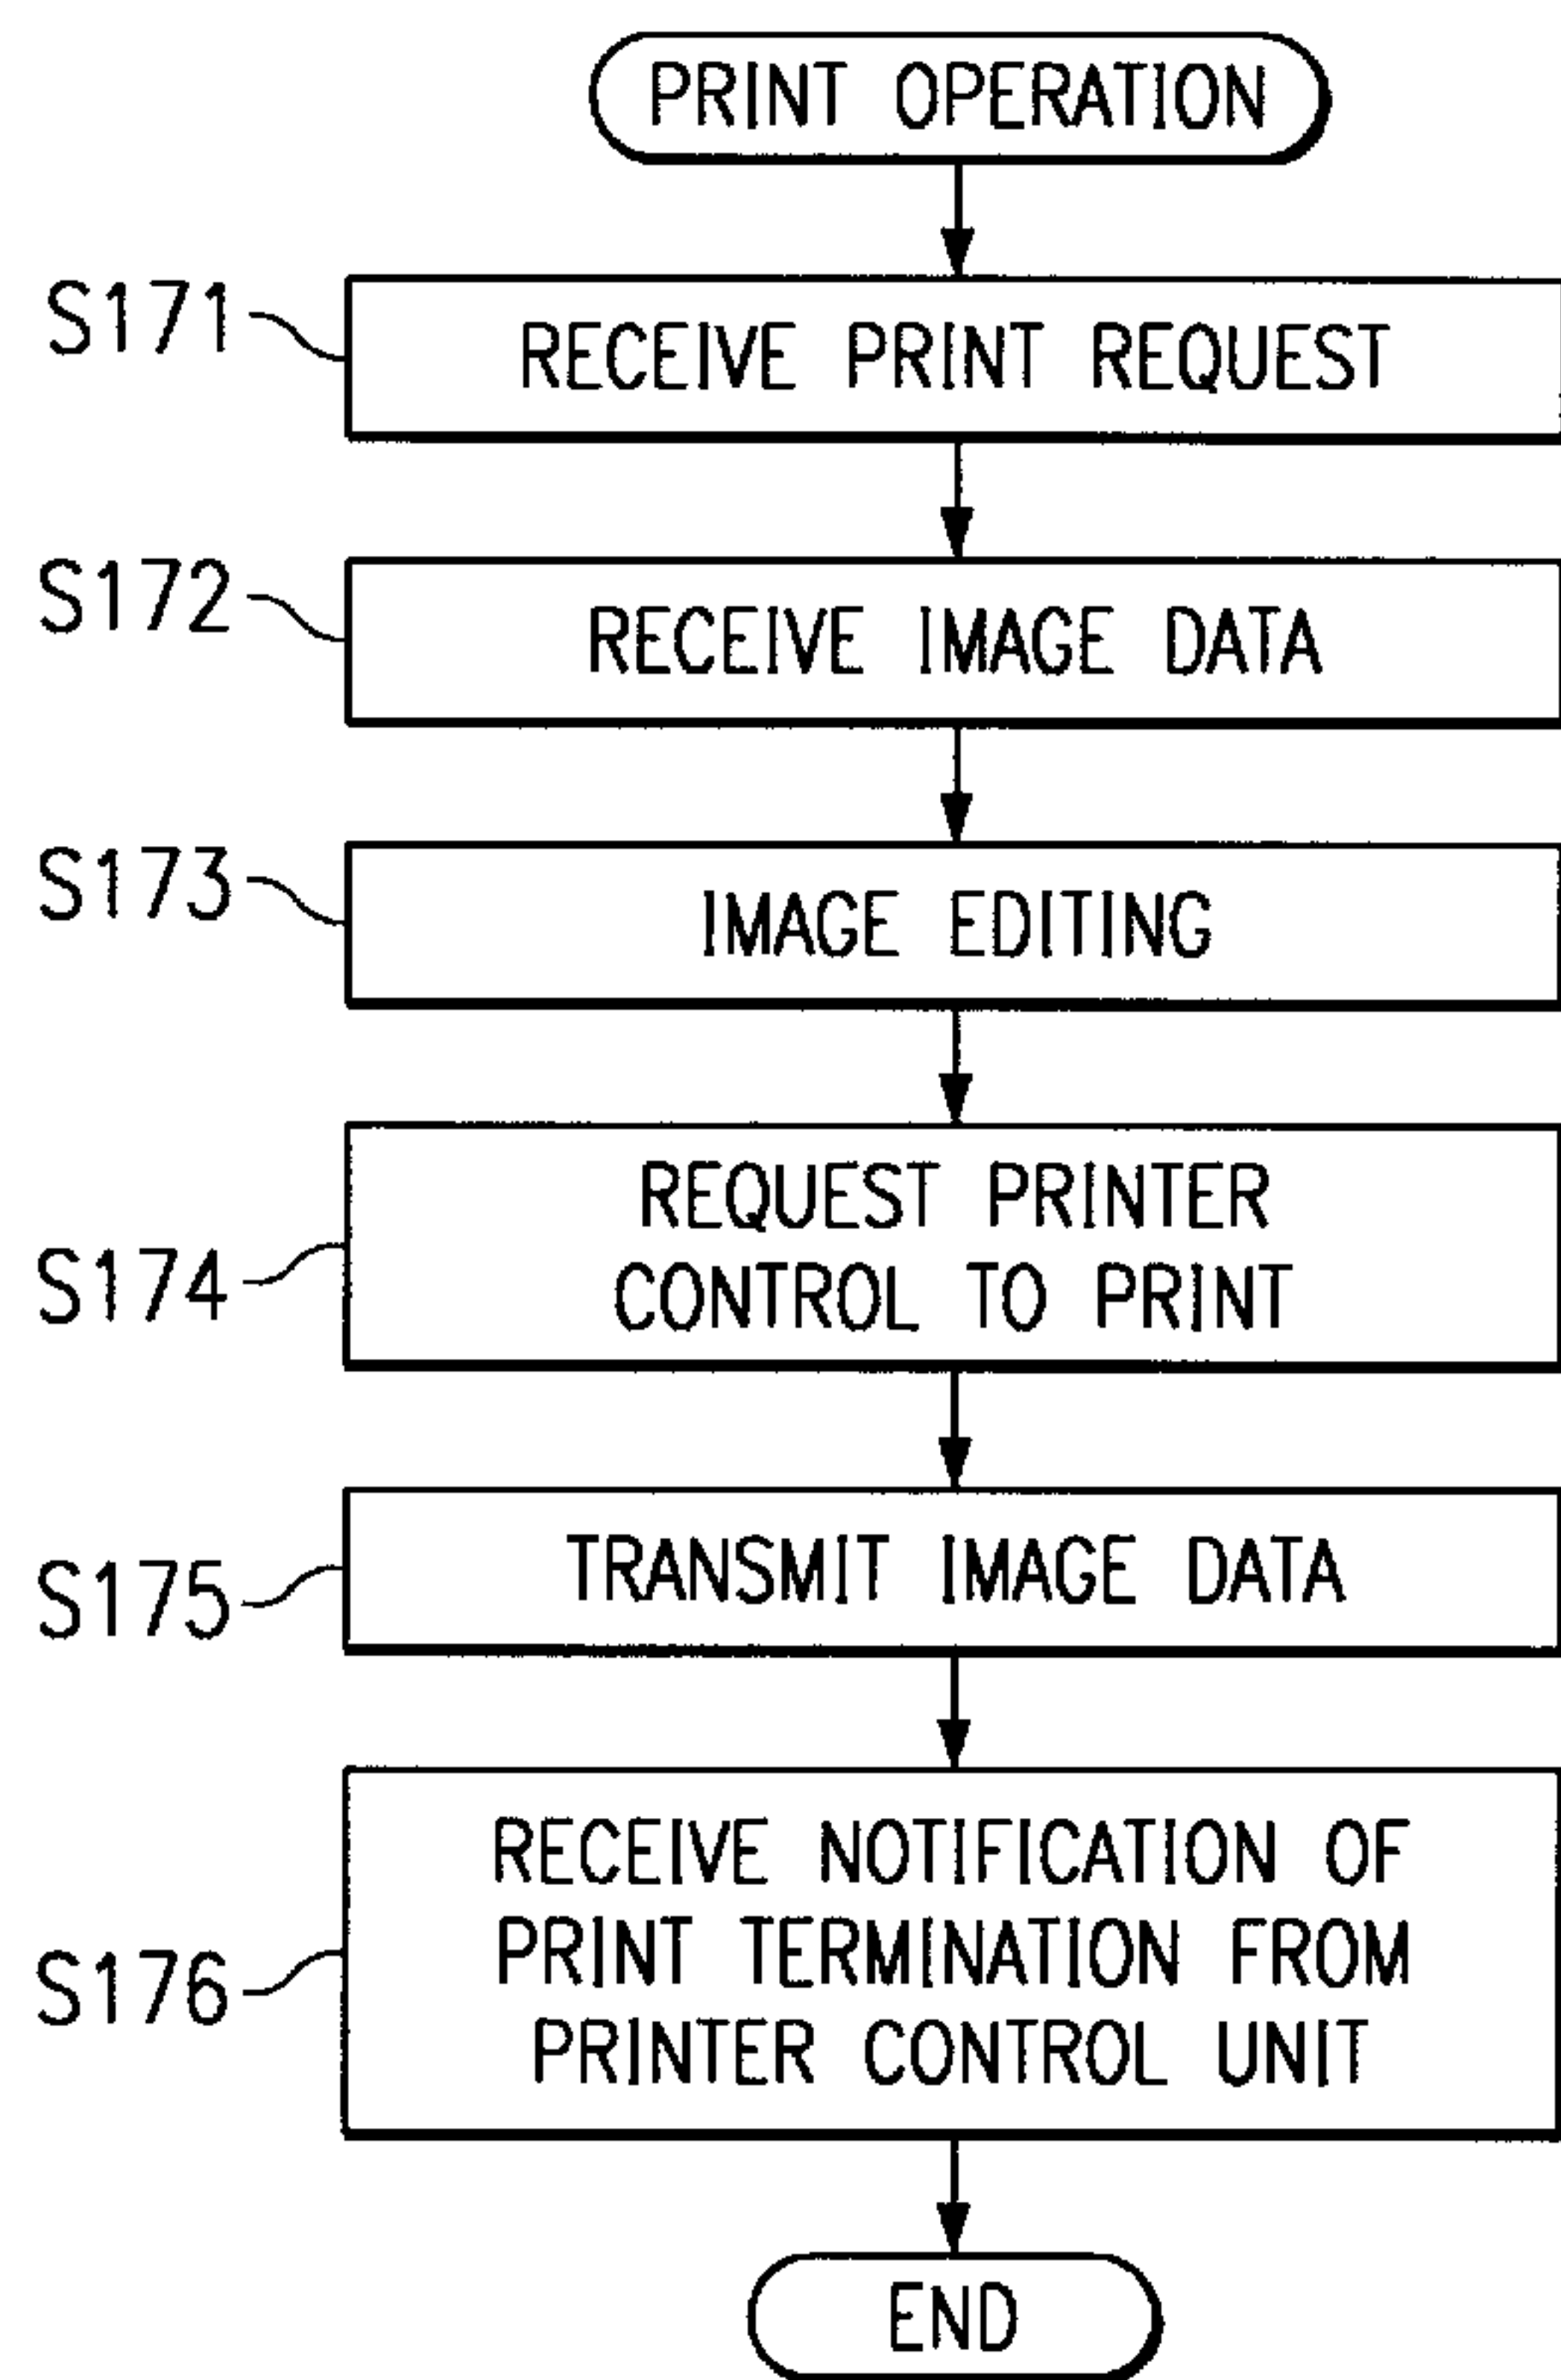 PRINT OPERATION
S171
RECEIVE PRINT REQUEST
S172
RECEIVE IMAGE DATA
S173
IMAGE EDITING
S174
REQUEST PRINTER
CONTROL TO PRINT
S175
TRANSMIT IMAGE DATA
S176
RECEIVE NOTIFICATION OF
PRINT TERMINATION FROM
PRINTER CONTROL UNIT
END